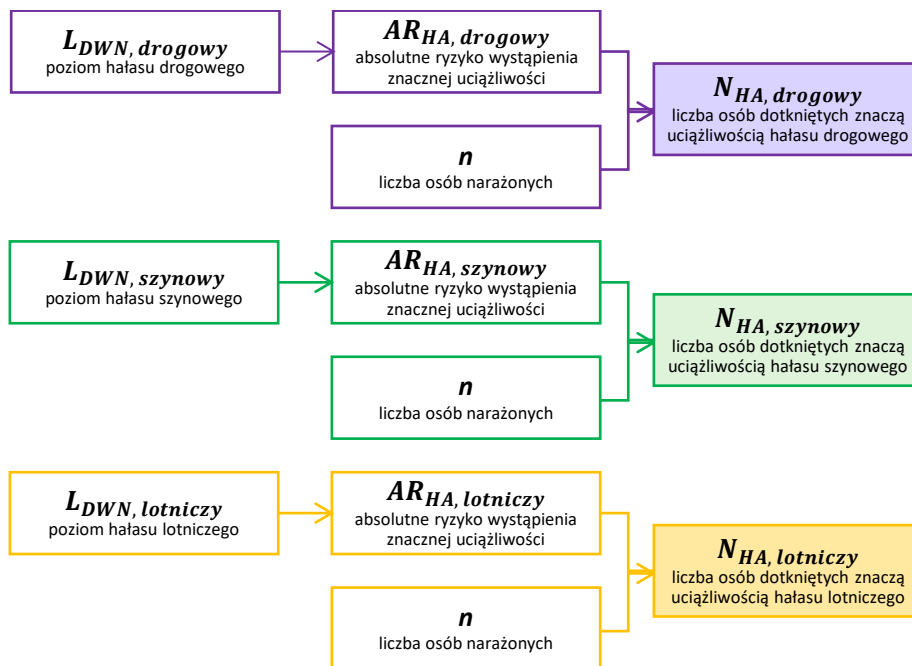 L_DWN, drogowy
poziom hałasu drogowego
AR_HA, drogowy
absolutne ryzyko wystąpienia
znacznej uciążliwości
n
liczba osób narażonych
N_HA, drogowy
liczba osób dotkniętych znaczą
uciążliwością hałasu drogowego
L_DWN, szynowy
poziom hałasu szynowego
AR_HA, szynowy
absolutne ryzyko wystąpienia
znacznej uciążliwości
n
liczba osób narażonych
N_HA, szynowy
liczba osób dotkniętych znaczą
uciążliwością hałasu szynowego
L_DWN, lotniczy
poziom hałasu lotniczego
AR_HA, lotniczy
absolutne ryzyko wystąpienia
znacznej uciążliwości
n
liczba osób narażonych
N_HA, lotniczy
liczba osób dotkniętych znaczą
uciążliwością hałasu lotniczego